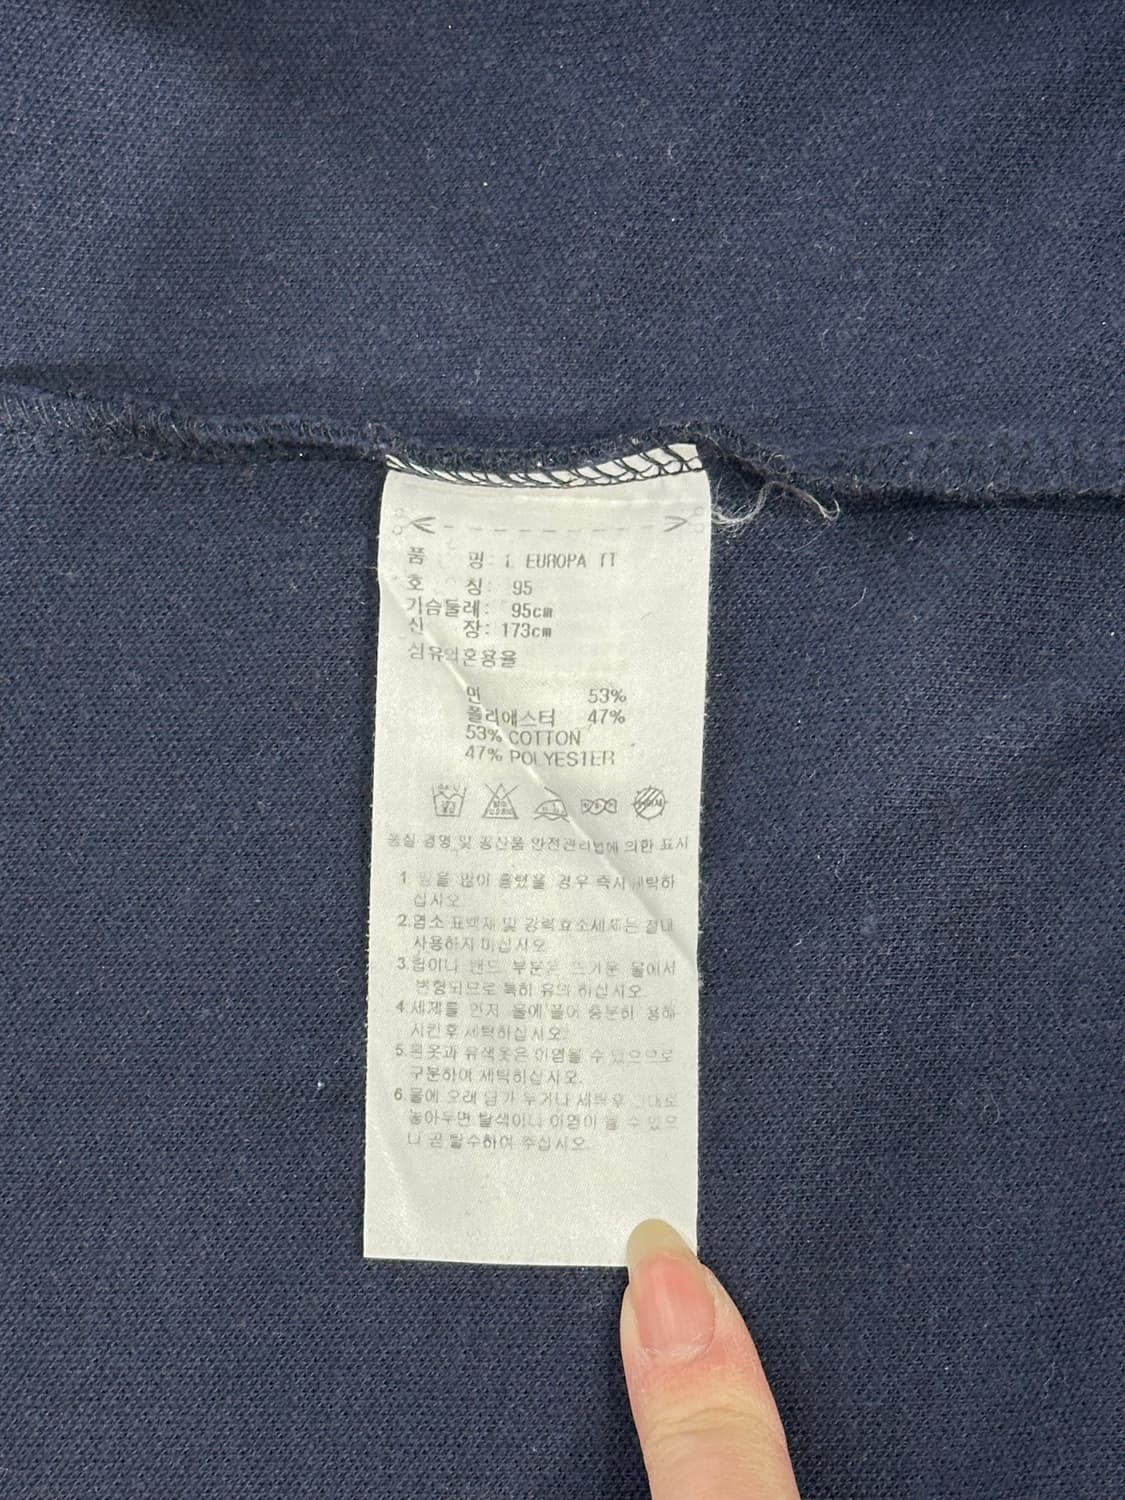 품 명: 1 EUROPA TT
호 칭: 95
가슴둘레: 95cm
신 장: 173cm
섬유의혼용율
면 53%
폴리에스터 47%
53% COTTON
47% POLYESTER
품질 경영 및 공산품 안전관리법에 의한 표시
1. 땀을 많이 흘렸을 경우 즉시 세탁하
십시오.
2.염소 표백제 및 강력효소세제는 절대
사용하지 마십시오
3.컵이나 밴드 부분은 뜨거운 물에서
변형되므로 특히 유의 하십시오.
4.세제를 먼저 물에 풀어 충분히 용해
시킨후 세탁하십시오.
5.흰옷과 유색옷은 이염될 수 있으므로
구분하여 세탁하십시오.
6.물에 오래 담가 두거나 세탁후 그대로
놓아두면 탈색이나 이염이 될 수 있으
니 곧 탈수하여 주십시오.